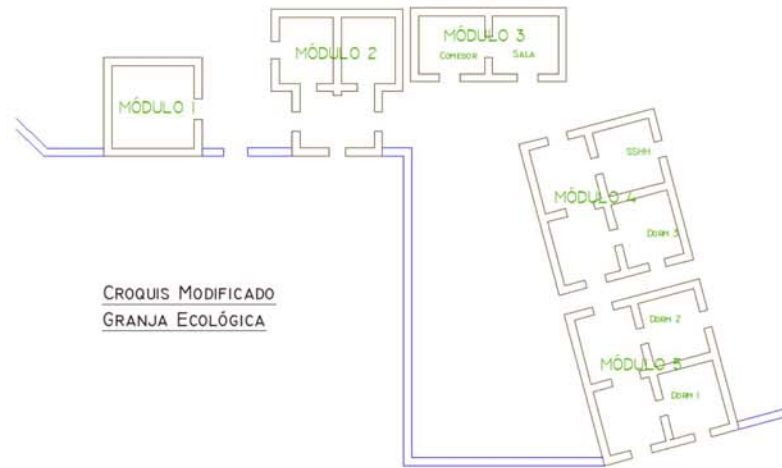 MÓDULO 1
MÓDULO 2
MÓDULO 3
COMEDOR
SALA
SSHH
MÓDULO 4
DORM 3
DORM 2
MÓDULO 5
DORM 1
CROQUIS MODIFICADO
GRANJA ECOLÓGICA